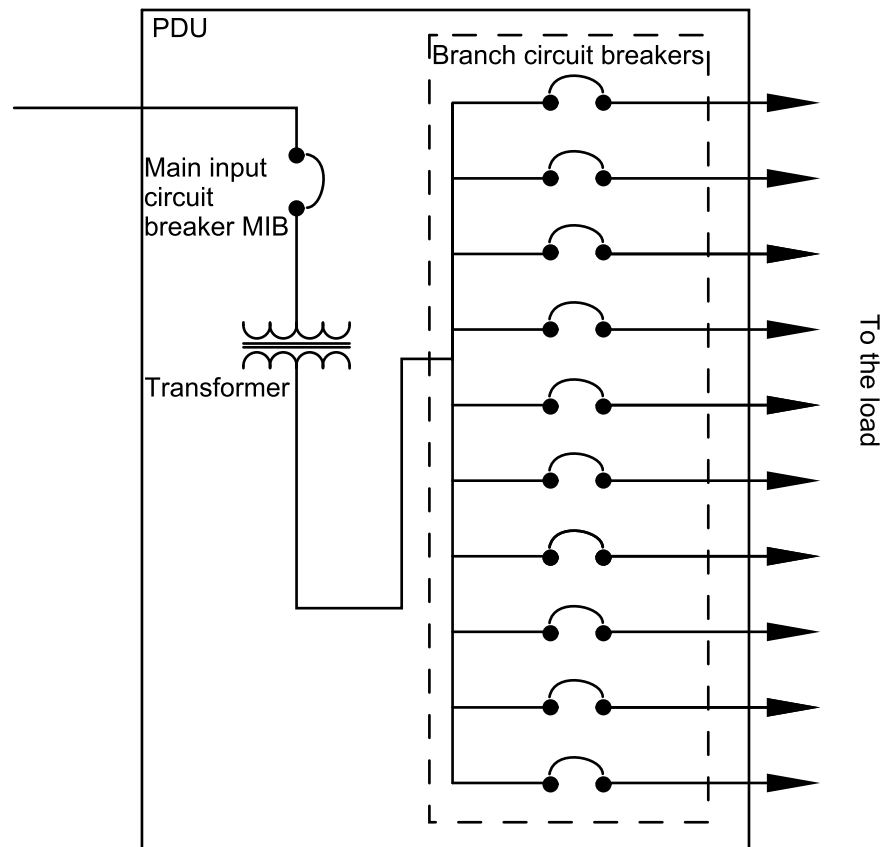 PDU
Branch circuit breakers
Main input
circuit
breaker MIB
Transformer
To the load